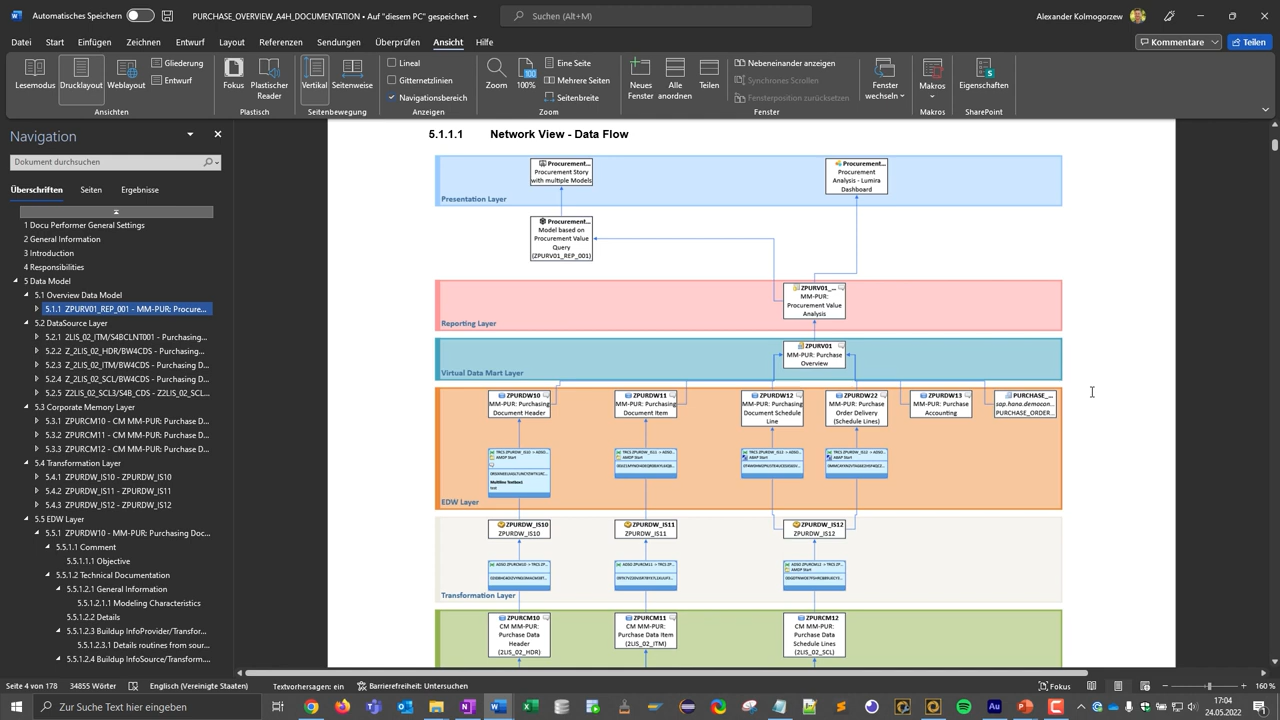 Automatisches Speichern
PURCHASE_OVERVIEW_A4H_DOCUMENTATION • Auf "diesem PC" gespeichert
Suchen (Alt+M)
Alexander Kolmogorzew
Datei Start Einfügen Zeichnen Entwurf Layout Referenzen Sendungen Überprüfen Ansicht Hilfe
Kommentare
Teilen
Lesemodus
Drucklayout
Weblayout
Gliederung
Entwurf
Ansichten
Fokus
Plastischer
Reader
Plastisch
Vertikal
Seitenweise
Seitenbewegung
Lineal
Gitternetzlinien
Navigationsbereich
Anzeigen
Zoom
100%
Eine Seite
Mehrere Seiten
Seitenbreite
Zoom
Neues
Fenster
Alle
anordnen
Teilen
Nebeneinander anzeigen
Synchrones Scrollen
Fensterposition zurücksetzen
Fenster
wechseln
Fenster
Makros
Makros
Eigenschaften
SharePoint
Navigation
Dokument durchsuchen
Überschriften Seiten Ergebnisse
1 Docu Performer General Settings
2 General Information
3 Introduction
4 Responsibilities
5 Data Model
5.1 Overview Data Model
5.1.1 ZPURV01_REP_001 - MM-PUR: Procure...
5.2 DataSource Layer
5.2.1 2LIS_02_ITM/S4HCLNT001 - Purchasing...
5.2.2 Z_2LIS_02_HDR/S4B_CDS - Purchasing...
5.2.3 Z_2LIS_02_ITM/S4B_CDS - Purchasing D...
5.2.4 Z_2LIS_02_SCL/BW4_CDS - Purchasing...
5.2.5 Z_2LIS_02_SCL3/S4B_CDS - 2LIS_02_SCL...
5.3 Corporate Memory Layer
5.3.1 ZPURCM10 - CM MM-PUR: Purchase D...
5.3.2 ZPURCM11 - CM MM-PUR: Purchase D...
5.3.3 ZPURCM12 - CM MM-PUR: Purchase D...
5.4 Transformation Layer
5.4.1 ZPURDW_IS10 - ZPURDW_IS10
5.4.2 ZPURDW_IS11 - ZPURDW_IS11
5.4.3 ZPURDW_IS12 - ZPURDW_IS12
5.5 EDW Layer
5.5.1 ZPURDW10 - MM-PUR: Purchasing Doc...
5.5.1.1 Comment
5.5.1.1.1 Objective
5.5.1.2 Technical Documentation
5.5.1.2.1 General Information
5.5.1.2.1.1 Modeling Characteristics
5.5.1.2.2 Details
5.5.1.2.3 Buildup InfoProvider/Transfor...
5.5.1.2.3.1 Details routines from sour...
5.5.1.2.4 Buildup InfoSource/Transform...
5.1.1.1 Network View - Data Flow
Procurement...
Procurement Story
with multiple Models
Procurement...
Procurement
Analysis - Lumira
Dashboard
Presentation Layer
Procurement...
Model based on
Procurement Value
Query
(ZPURV01_REP_001)
ZPURV01_...
MM-PUR:
Procurement Value
Analysis
Reporting Layer
ZPURV01
MM-PUR: Purchase
Overview
Virtual Data Mart Layer
ZPURDW10
MM-PUR: Purchasing
Document Header
ZPURDW11
MM-PUR: Purchasing
Document Item
ZPURDW12
MM-PUR: Purchasing
Document Schedule
Line
ZPURDW22
MM-PUR: Purchase
Order Delivery
(Schedule Lines)
ZPURDW13
MM-PUR: Purchase
Accounting
PURCHASE_...
sap.hana.democon...
PURCHASE_ORDER...
EDW Layer
ZPURDW_IS10
ZPURDW_IS10
ZPURDW_IS11
ZPURDW_IS11
ZPURDW_IS12
ZPURDW_IS12
Transformation Layer
ZPURCM10
CM MM-PUR:
Purchase Data
Header
(2LIS_02_HDR)
ZPURCM11
CM MM-PUR:
Purchase Data Item
(2LIS_02_ITM)
ZPURCM12
CM MM-PUR:
Purchase Data
Schedule Lines
(2LIS_02_SCL)
Seite 4 von 178
34852 Wörter
Englisch (Vereinigte Staaten)
Textvorhersagen: ein
Barrierefreiheit: Untersuchen
Fokus
160 %
Zur Suche Text hier eingeben
17:04
24.05.2022